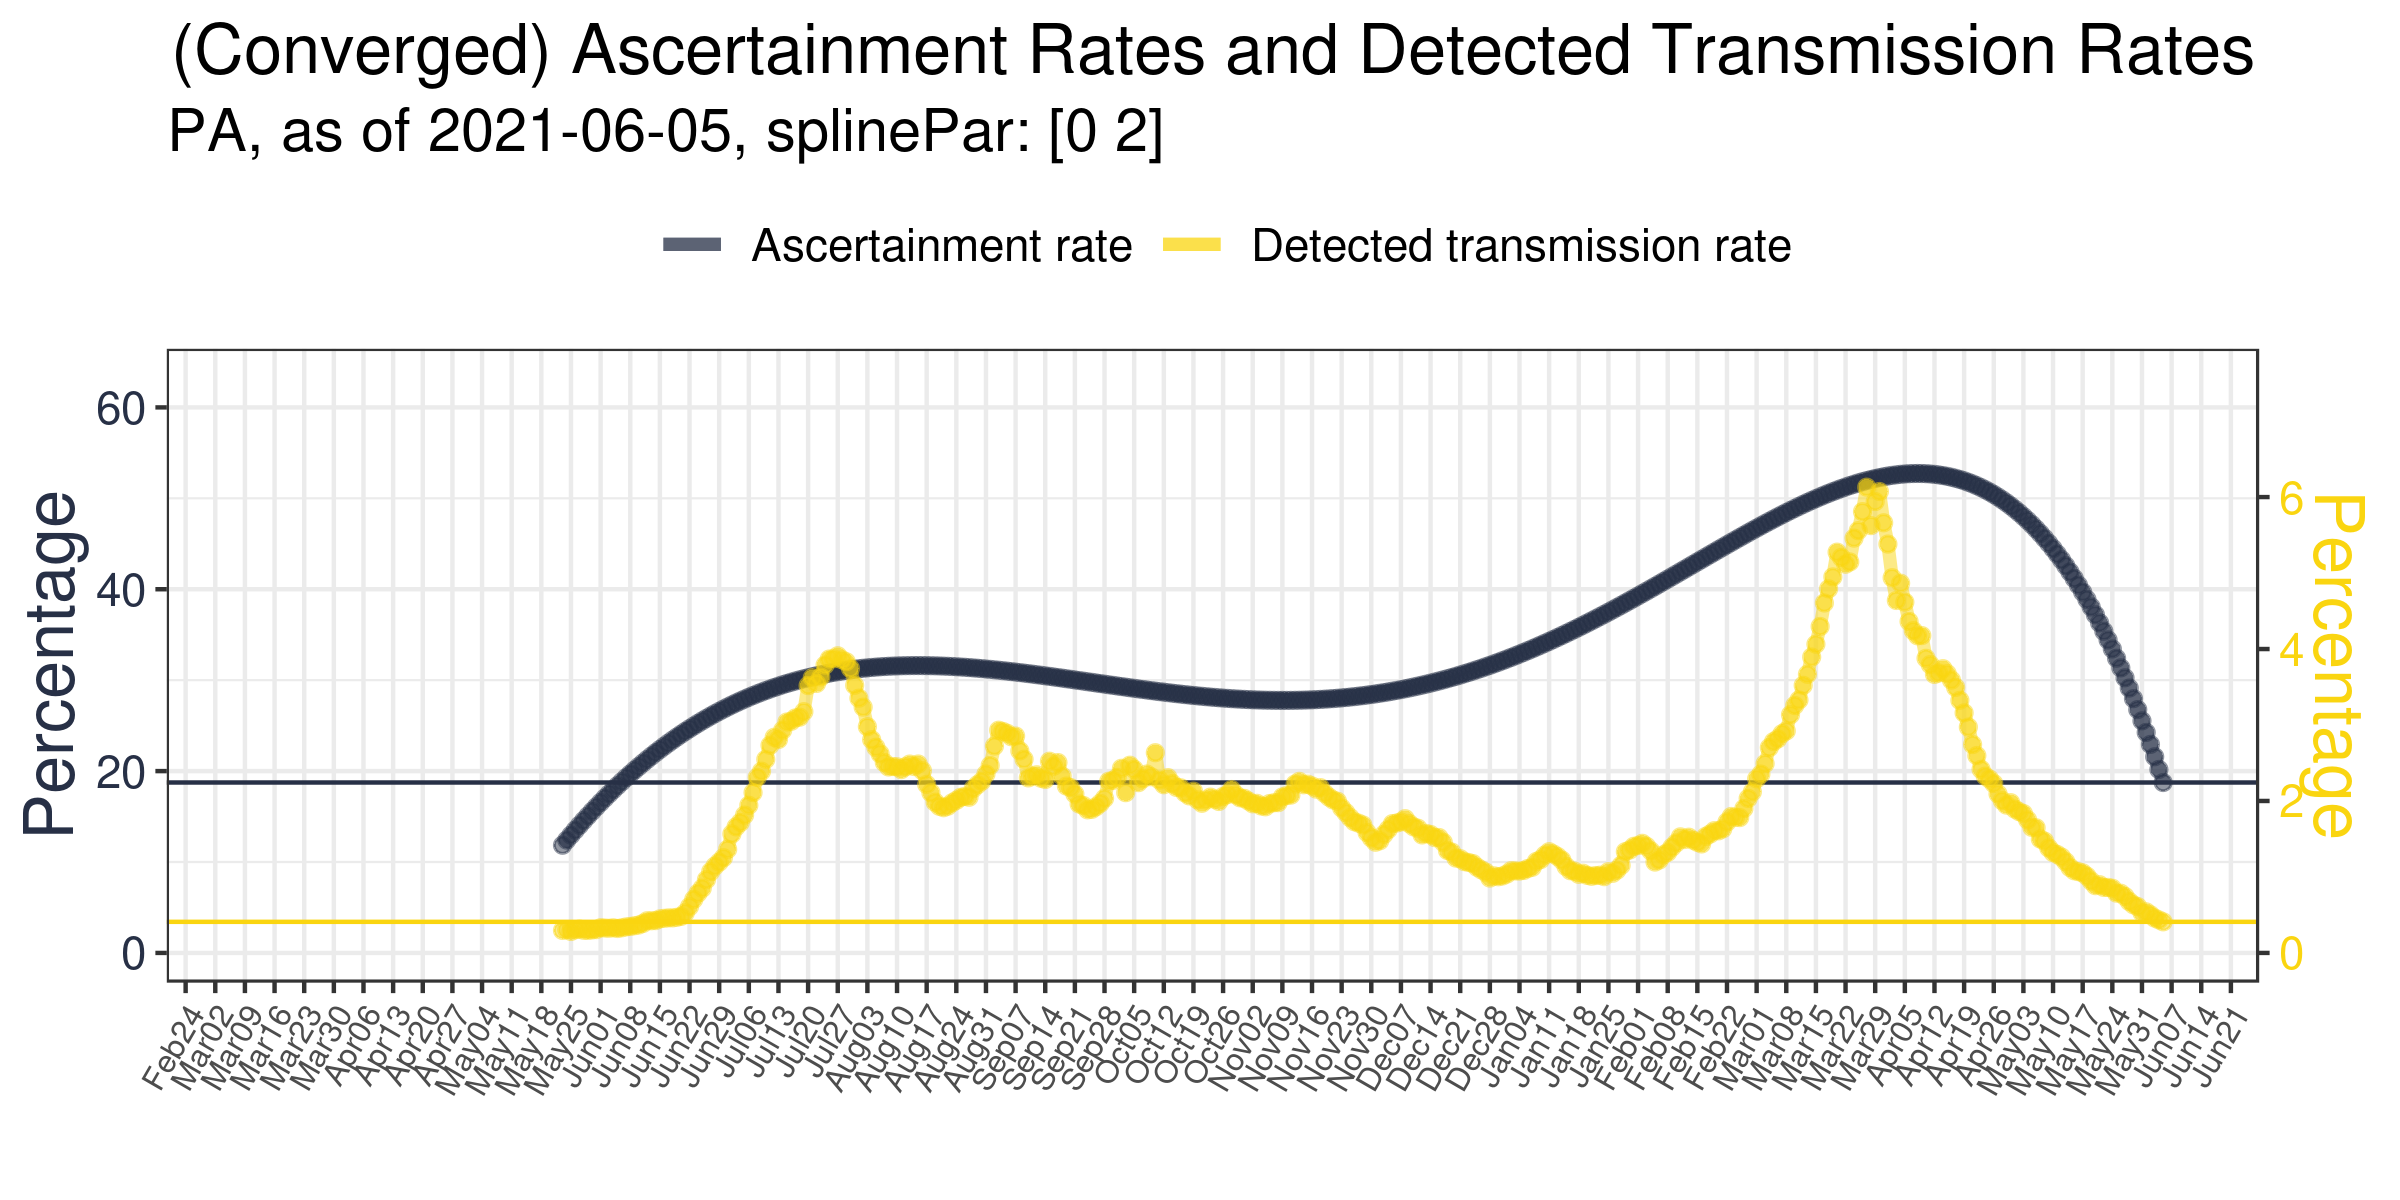 (Converged) Ascertainment Rates and Detected Transmission Rates
PA, as of 2021-06-05, splinePar: [0 2]
Ascertainment rate
Detected transmission rate
Percentage
60
40
20
0
6
4
2
0
Percentage
Feb24
Mar02
Mar09
Mar16
Mar23
Mar30
Apr06
Apr13
Apr20
Apr27
May04
May11
May18
May25
Jun01
Jun08
Jun15
Jun22
Jun29
Jul06
Jul13
Jul20
Jul27
Aug03
Aug10
Aug17
Aug24
Aug31
Sep07
Sep14
Sep21
Sep28
Oct05
Oct12
Oct19
Oct26
Nov02
Nov09
Nov16
Nov23
Nov30
Dec07
Dec14
Dec21
Dec28
Jan04
Jan11
Jan18
Jan25
Feb01
Feb08
Feb15
Feb22
Mar01
Mar08
Mar15
Mar22
Mar29
Apr05
Apr12
Apr19
Apr26
May03
May10
May17
May24
May31
Jun07
Jun14
Jun21